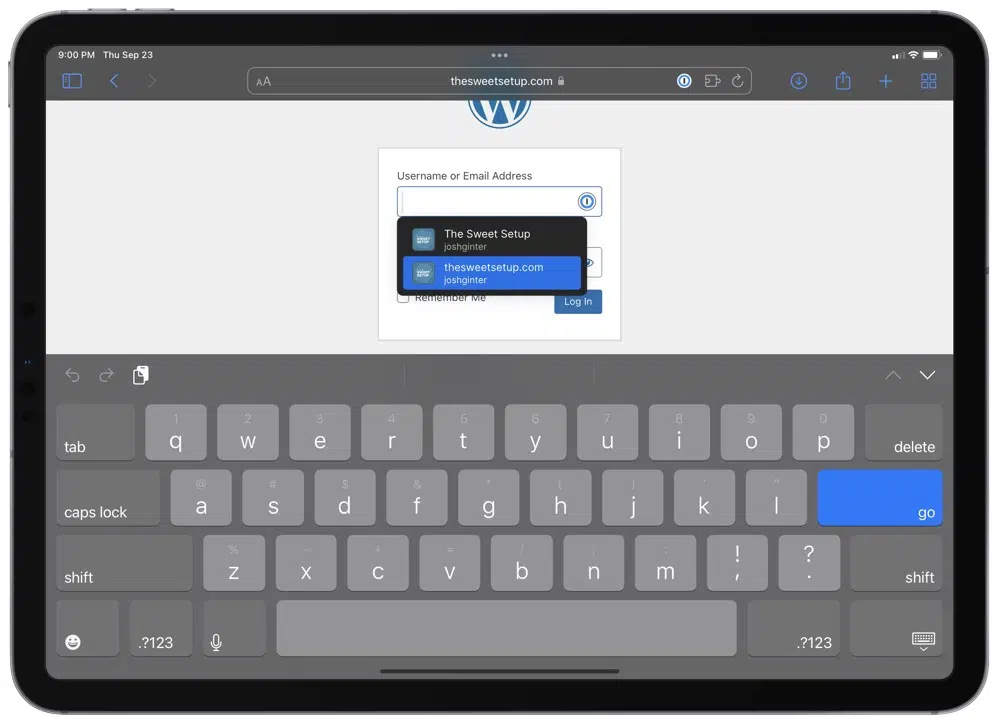 9:00 PM Thu Sep 23
AA thesweetsetup.com
W
Username or Email Address
The Sweet Setup
joshginter
thesweetsetup.com
joshginter
Remember Me
Log In
1 2 3 4 5 6 7 8 9 0
tab q w e r t y u i o p delete
@ # $ & * ( ) ' "
caps lock a s d f g h j k l go
% - + = / ; : ! ?
shift z x c v b n m , . shift
.?123 .?123